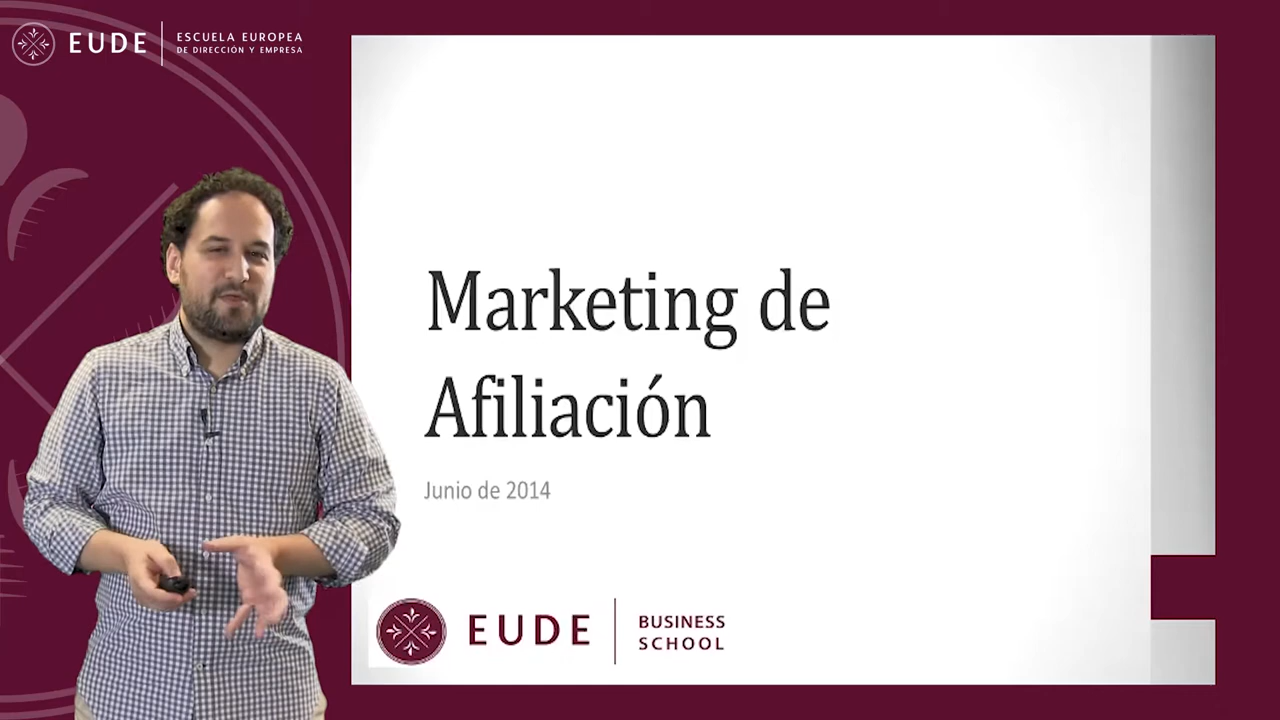 EUDE
ESCUELA EUROPEA
DE DIRECCIÓN Y EMPRESA
Marketing de
Afiliación
Junio de 2014
EUDE
BUSINESS
SCHOOL